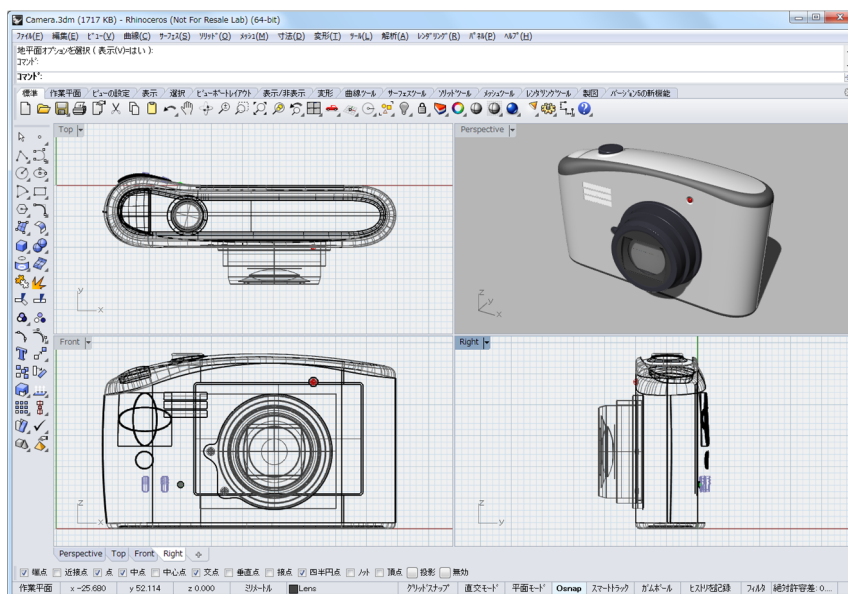 Camera.3dm (1717 KB) - Rhinoceros (Not For Resale Lab) (64-bit)
ﾌｧｲﾙ(F) 編集(E) ﾋﾞｭｰ(V) 曲線(C) ｻｰﾌｪｽ(S) ｿﾘｯﾄﾞ(O) ﾒｯｼｭ(M) 寸法(D) 変形(T) ﾂｰﾙ(L) 解析(A) ﾚﾝﾀﾞﾘﾝｸﾞ(R) ﾊﾟﾈﾙ(P) ﾍﾙﾌﾟ(H)
地平面ｵﾌﾟｼｮﾝを選択 ( 表示(V)=はい ):
ｺﾏﾝﾄﾞ:
ｺﾏﾝﾄﾞ:
標準 作業平面 ﾋﾞｭｰの設定 表示 選択 ﾋﾞｭｰﾎﾟｰﾄﾚｲｱｳﾄ 表示/非表示 変形 曲線ﾂｰﾙ ｻｰﾌｪｽﾂｰﾙ ｿﾘｯﾄﾞﾂｰﾙ ﾒｯｼｭﾂｰﾙ ﾚﾝﾀﾞﾘﾝｸﾞﾂｰﾙ 製図 ﾊﾞｰｼﾞｮﾝ5の新機能
Top
Perspective
y
x
z
y
x
Front
Right
z
x
z
y
Perspective Top Front Right
端点 近接点 点 中点 中心点 交点 垂直点 接点 四半円点 ﾉｯﾄ 頂点 投影 無効
作業平面 x -25.680 y 52.114 z 0.000 ﾐﾘﾒｰﾄﾙ Lens ｸﾞﾘｯﾄﾞｽﾅｯﾌﾟ 直交ﾓｰﾄﾞ 平面ﾓｰﾄﾞ Osnap ｽﾏｰﾄﾄﾗｯｸ ｶﾞﾑﾎﾞｰﾙ ﾋｽﾄﾘを記録 ﾌｨﾙﾀ 絶対許容差: 0....